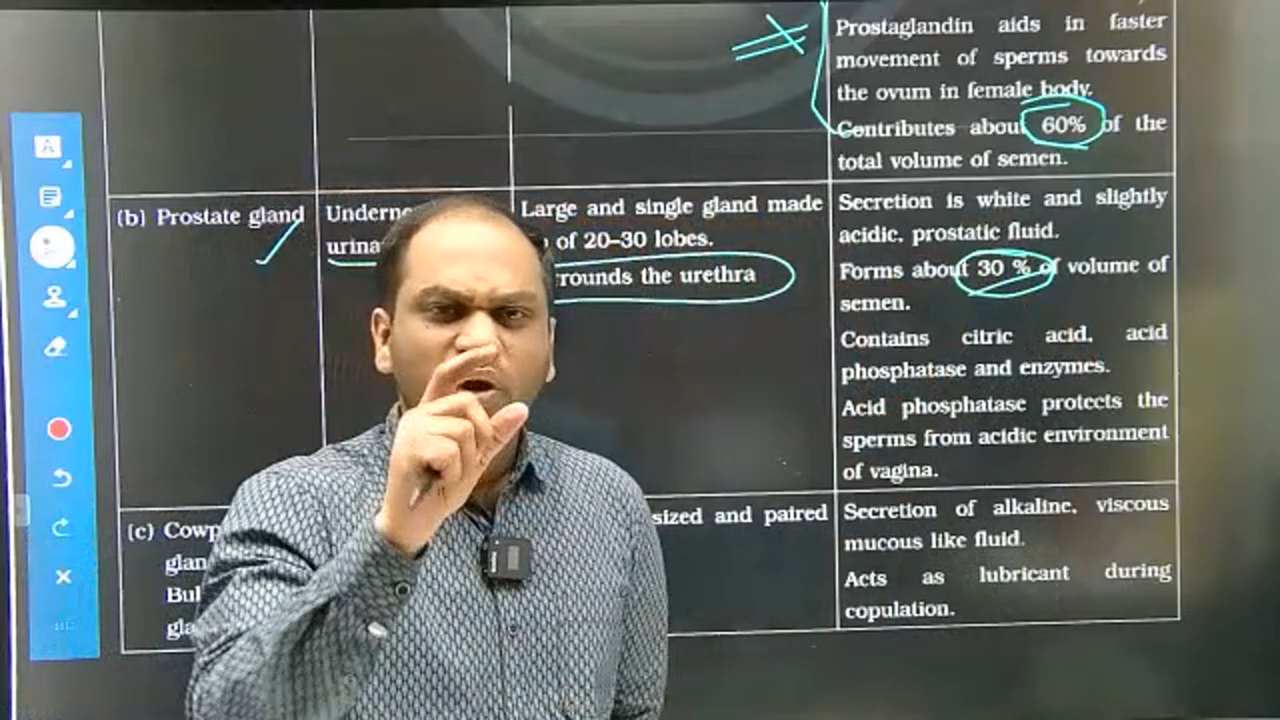 Prostaglandin aids in faster
movement of sperms towards
the ovum in female body.
Contributes about 60% of the
total volume of semen.
(b) Prostate gland
Large and single gland made
of 20–30 lobes.
the urethra
Secretion is white and slightly
acidic, prostatic fluid.
Forms about 30 % of volume of
semen.
Contains citric acid, acid
phosphatase and enzymes.
Acid phosphatase protects the
sperms from acidic environment
of vagina.
(c)
sized and paired
Secretion of alkaline, viscous
mucous like fluid.
Acts as lubricant during
copulation.